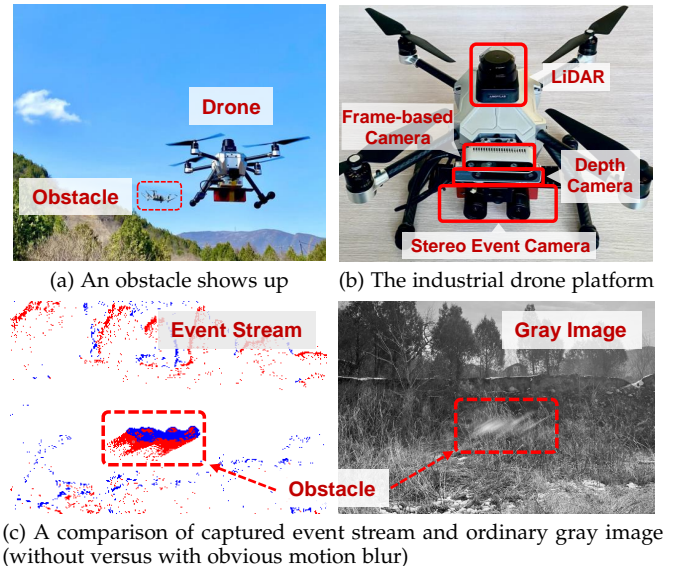 Drone
Obstacle
(a) An obstacle shows up
LiDAR
Frame-based
Camera
Depth
Camera
Stereo Event Camera
(b) The industrial drone platform
Event Stream
Gray Image
Obstacle
(c) A comparison of captured event stream and ordinary gray image
(without versus with obvious motion blur)